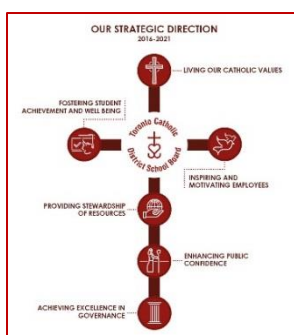 OUR STRATEGIC DIRECTION
2016-2021
LIVING OUR CATHOLIC VALUES
FOSTERING STUDENT
ACHIEVEMENT AND WELL BEING
Toronto Catholic
District School Board
INSPIRING AND
MOTIVATING EMPLOYEES
PROVIDING STEWARDSHIP
OF RESOURCES
ENHANCING PUBLIC
CONFIDENCE
ACHIEVING EXCELLENCE IN
GOVERNANCE